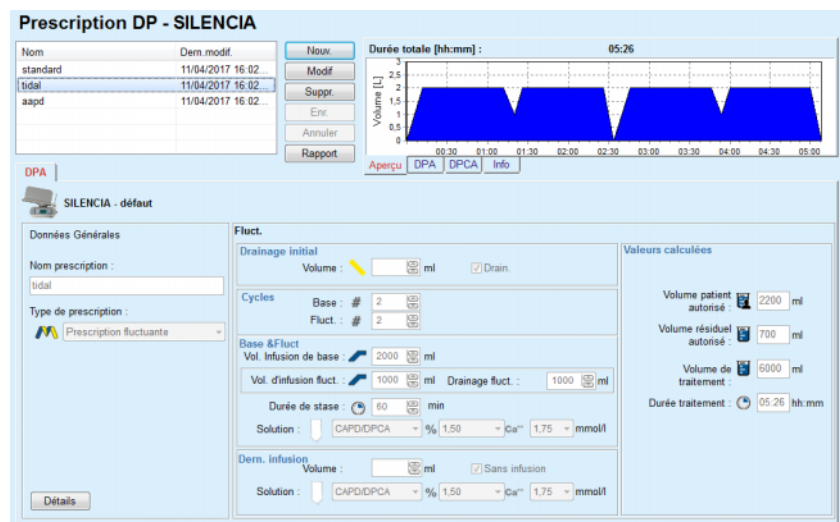 Prescription DP - SILENCIA
Nom Dern.modif.
standard 11/04/2017 16:02...
tidal 11/04/2017 16:02...
aapd 11/04/2017 16:02...
Nouv.
Modif
Suppr.
Enr.
Annuler
Rapport
Durée totale [hh:mm] : 05:26
Volume [L]
3
2,5
2
1,5
1
0,5
0
00:30 01:00 01:30 02:00 02:30 03:00 03:30 04:00 04:30 05:00
Aperçu DPA DPCA Info
DPA
SILENCIA - défaut
Données Générales
Nom prescription :
tidal
Type de prescription :
Prescription fluctuante
Détails
Fluct.
Drainage initial
Volume : ml Drain.
Cycles
Base : # 2
Fluct. : # 2
Base &Fluct
Vol. Infusion de base : 2000 ml
Vol. d'infusion fluct. : 1000 ml Drainage fluct. : 1000 ml
Durée de stase : 60 min
Solution : CAPD/DPCA % 1,50 Ca⁺⁺ 1,75 mmol/l
Dern. infusion
Volume : ml Sans infusion
Solution : CAPD/DPCA % 1,50 Ca⁺⁺ 1,75 mmol/l
Valeurs calculées
Volume patient autorisé : 2200 ml
Volume résiduel autorisé : 700 ml
Volume de traitement : 6000 ml
Durée traitement : 05:26 hh:mm